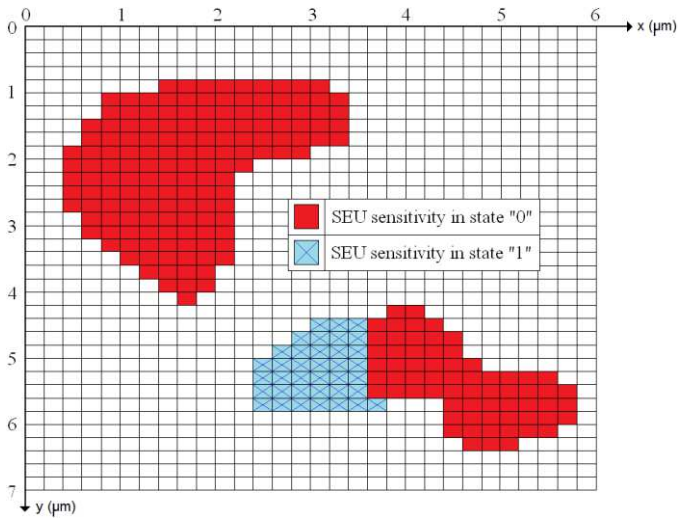 0 1 2 3 4 5 6 x (μm)
0
1
2
3
SEU sensitivity in state "0"
SEU sensitivity in state "1"
4
5
6
7
y (μm)